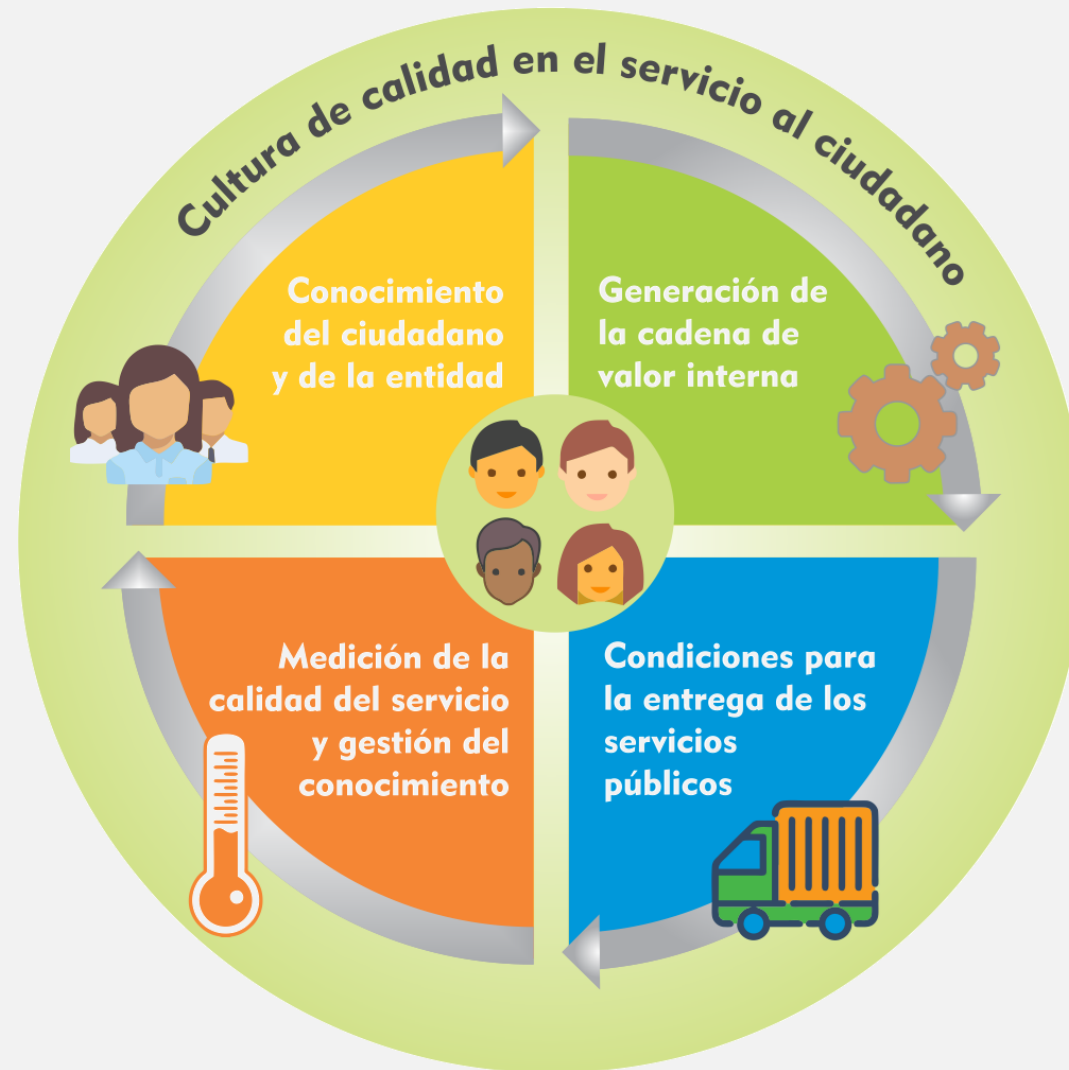 Cultura de calidad en el servicio al ciudadano
Conocimiento
del ciudadano
y de la entidad
Generación de
la cadena de
valor interna
Medición de la
calidad del servicio
y gestión del
conocimiento
Condiciones para
la entrega de los
servicios
públicos